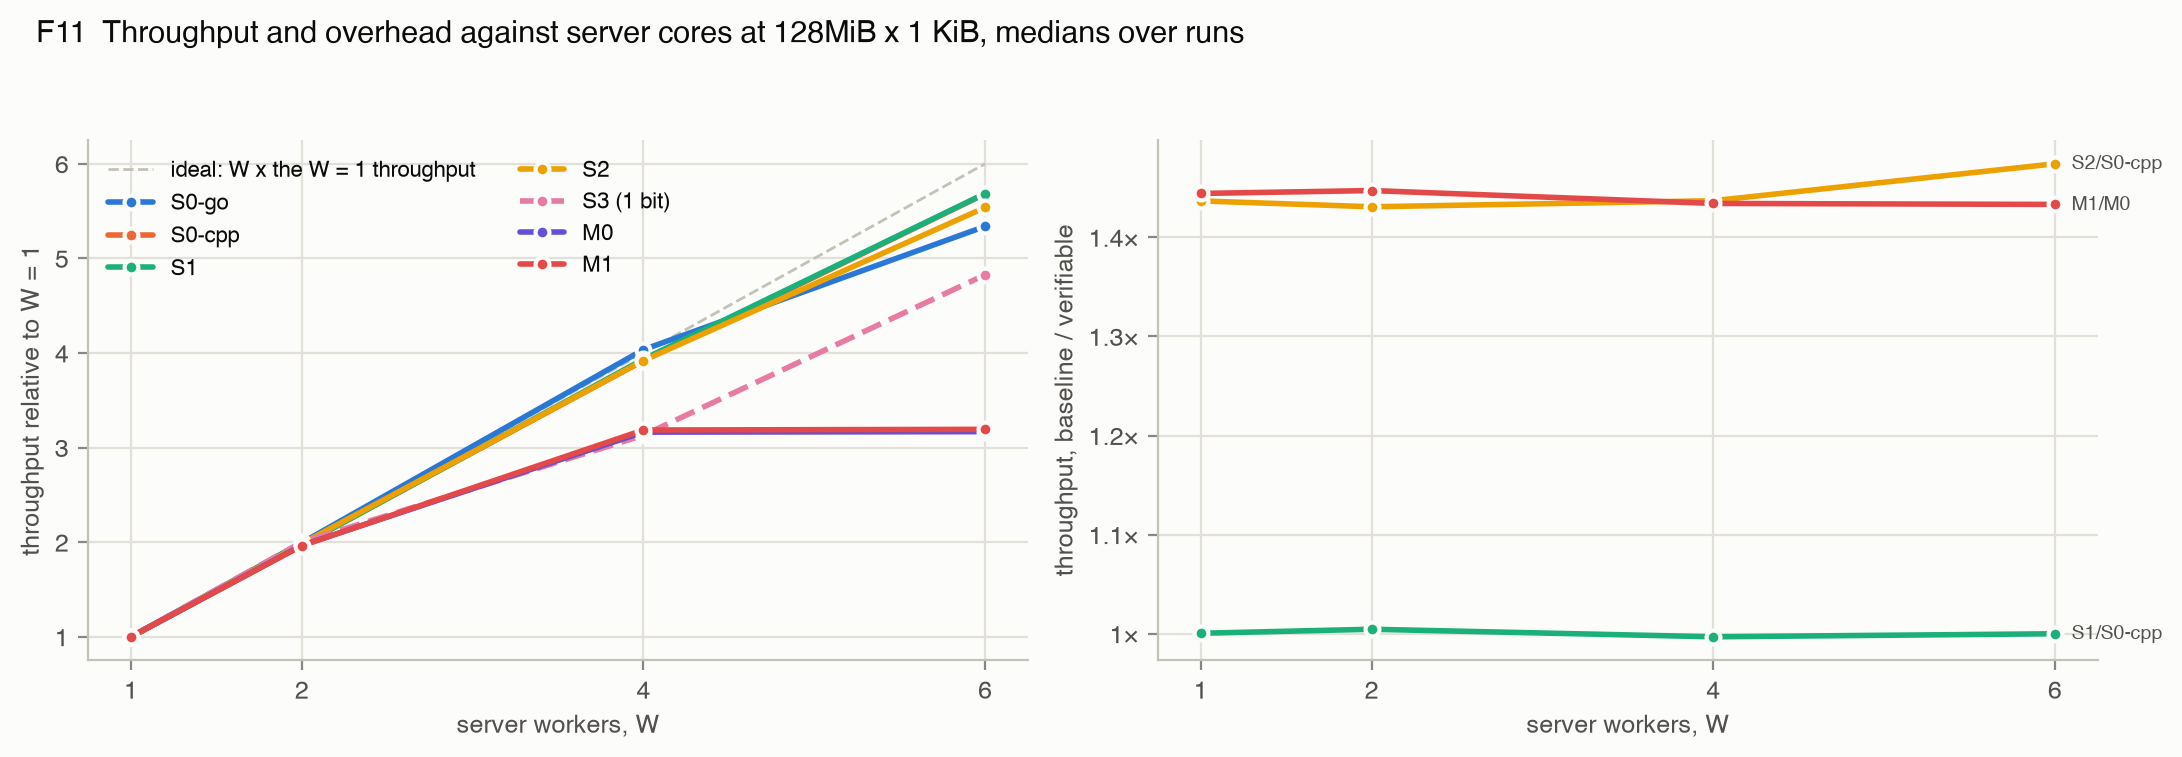 F11 Throughput and overhead against server cores at 128MiB x 1 KiB, medians over runs
ideal: W x the W = 1 throughput
S0-go
S0-cpp
S1
S2
S3 (1 bit)
M0
M1
throughput relative to W = 1
6
5
4
3
2
1
1
2
4
6
server workers, W
throughput, baseline / verifiable
1.4×
1.3×
1.2×
1.1×
1×
S2/S0-cpp
M1/M0
S1/S0-cpp
1
2
4
6
server workers, W